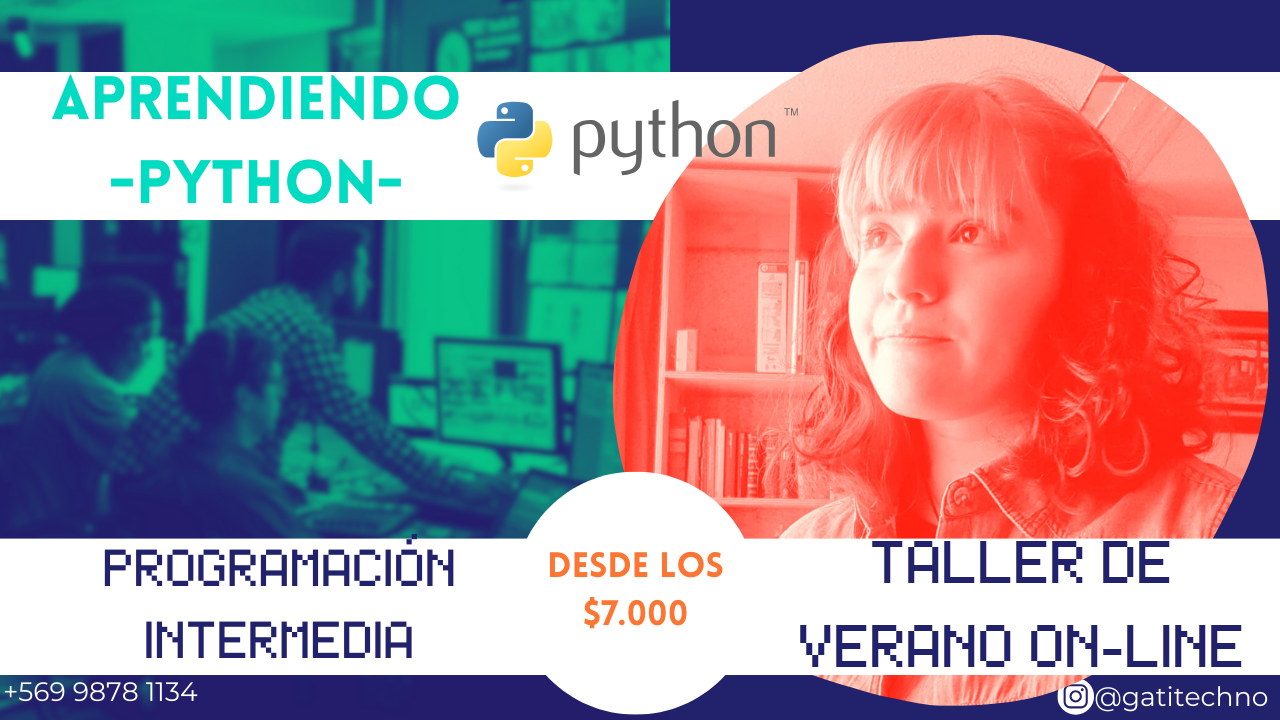 APRENDIENDO
-PYTHON-
python™
PROGRAMACIÓN
INTERMEDIA
DESDE LOS
$7.000
TALLER DE
VERANO ON-LINE
+569 9878 1134
@gatitechno